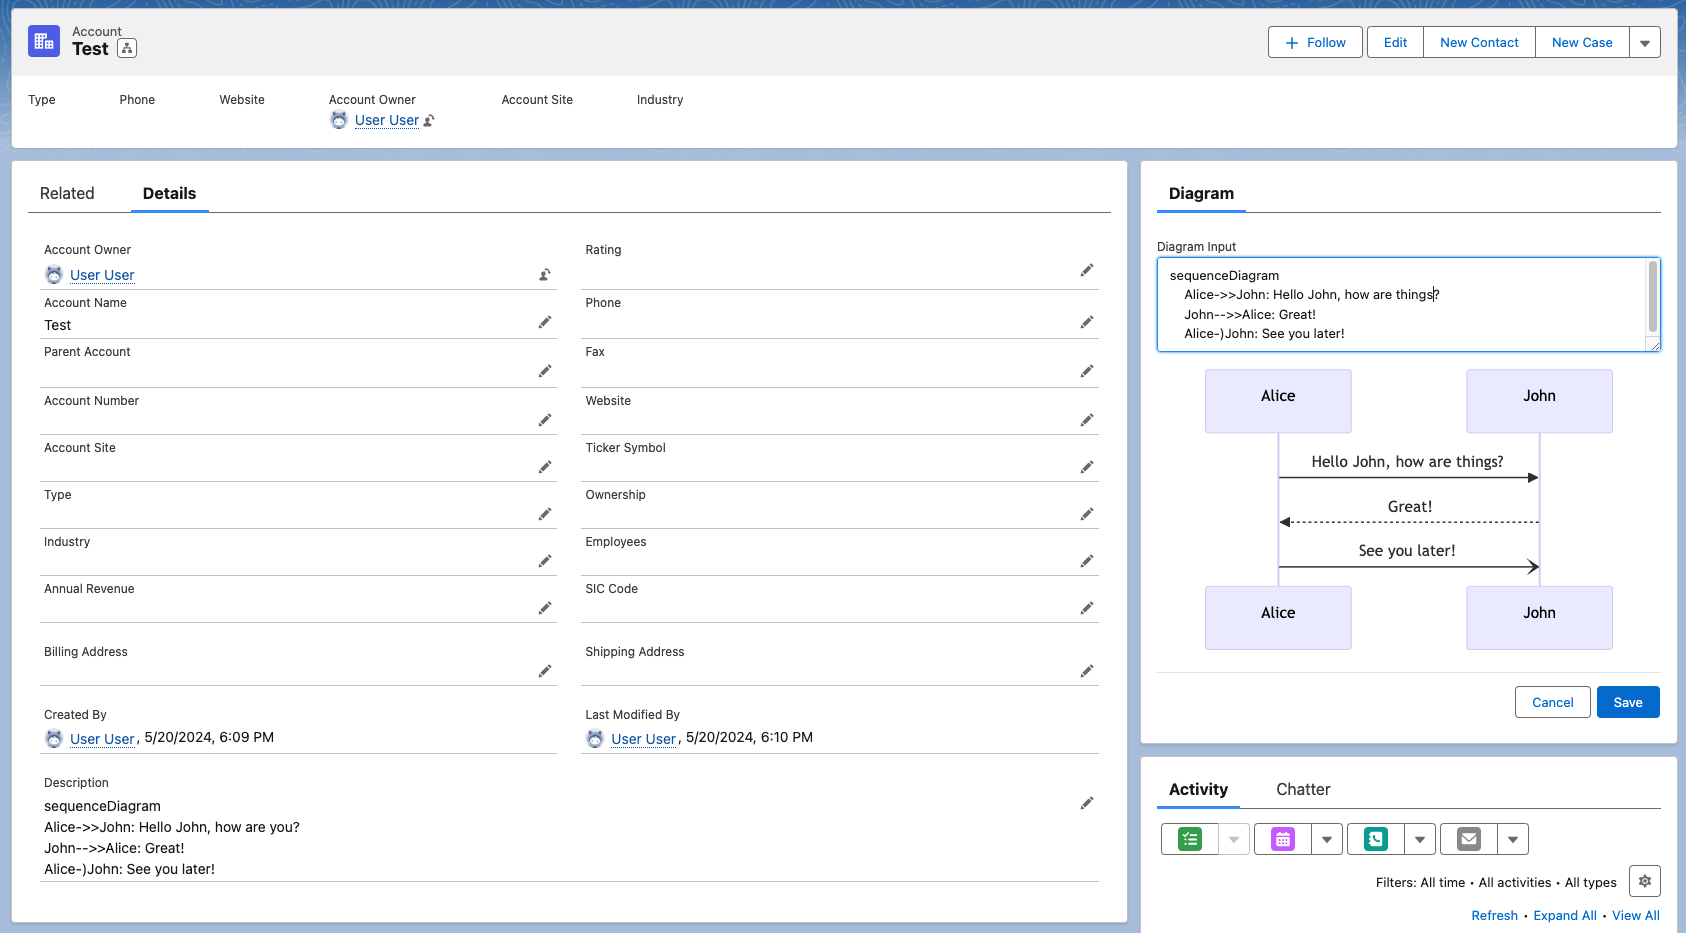 Account
Test
Follow
Edit
New Contact
New Case
Type
Phone
Website
Account Owner
Account Site
Industry
User User
Related
Details
Account Owner
User User
Rating
Account Name
Test
Phone
Parent Account
Fax
Account Number
Website
Account Site
Ticker Symbol
Type
Ownership
Industry
Employees
Annual Revenue
SIC Code
Billing Address
Shipping Address
Created By
User User, 5/20/2024, 6:09 PM
Last Modified By
User User, 5/20/2024, 6:10 PM
Description
sequenceDiagram
Alice->>John: Hello John, how are you?
John-->>Alice: Great!
Alice-)John: See you later!
Diagram
Diagram Input
sequenceDiagram
Alice->>John: Hello John, how are things?
John-->>Alice: Great!
Alice-)John: See you later!
Alice
John
Hello John, how are things?
Great!
See you later!
Alice
John
Cancel
Save
Activity
Chatter
Filters: All time • All activities • All types
Refresh • Expand All • View All